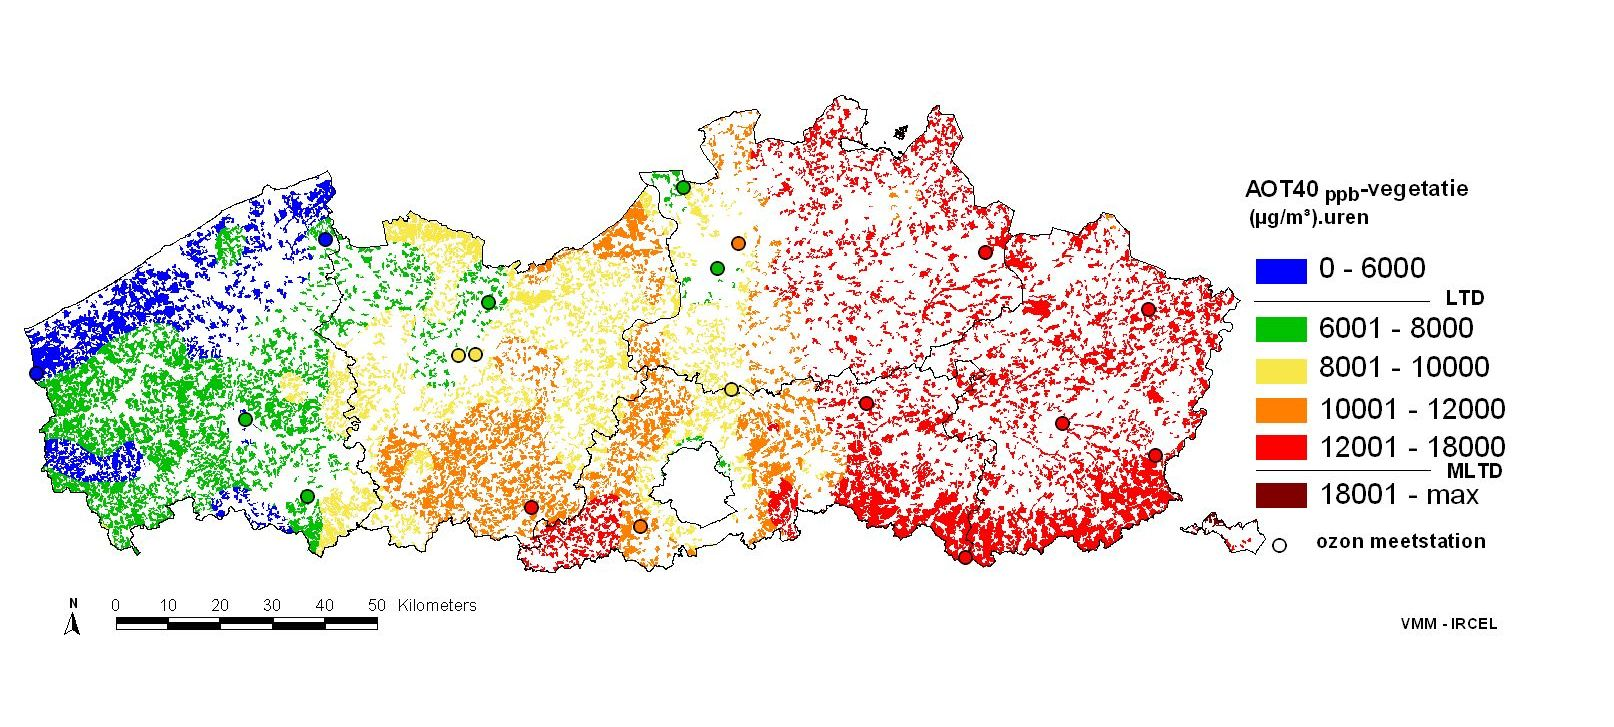 AOT40 ppb-vegetatie
(µg/m³).uren
0 - 6000
LTD
6001 - 8000
8001 - 10000
10001 - 12000
12001 - 18000
MLTD
18001 - max
ozon meetstation
N
0 10 20 30 40 50 Kilometers
VMM - IRCEL